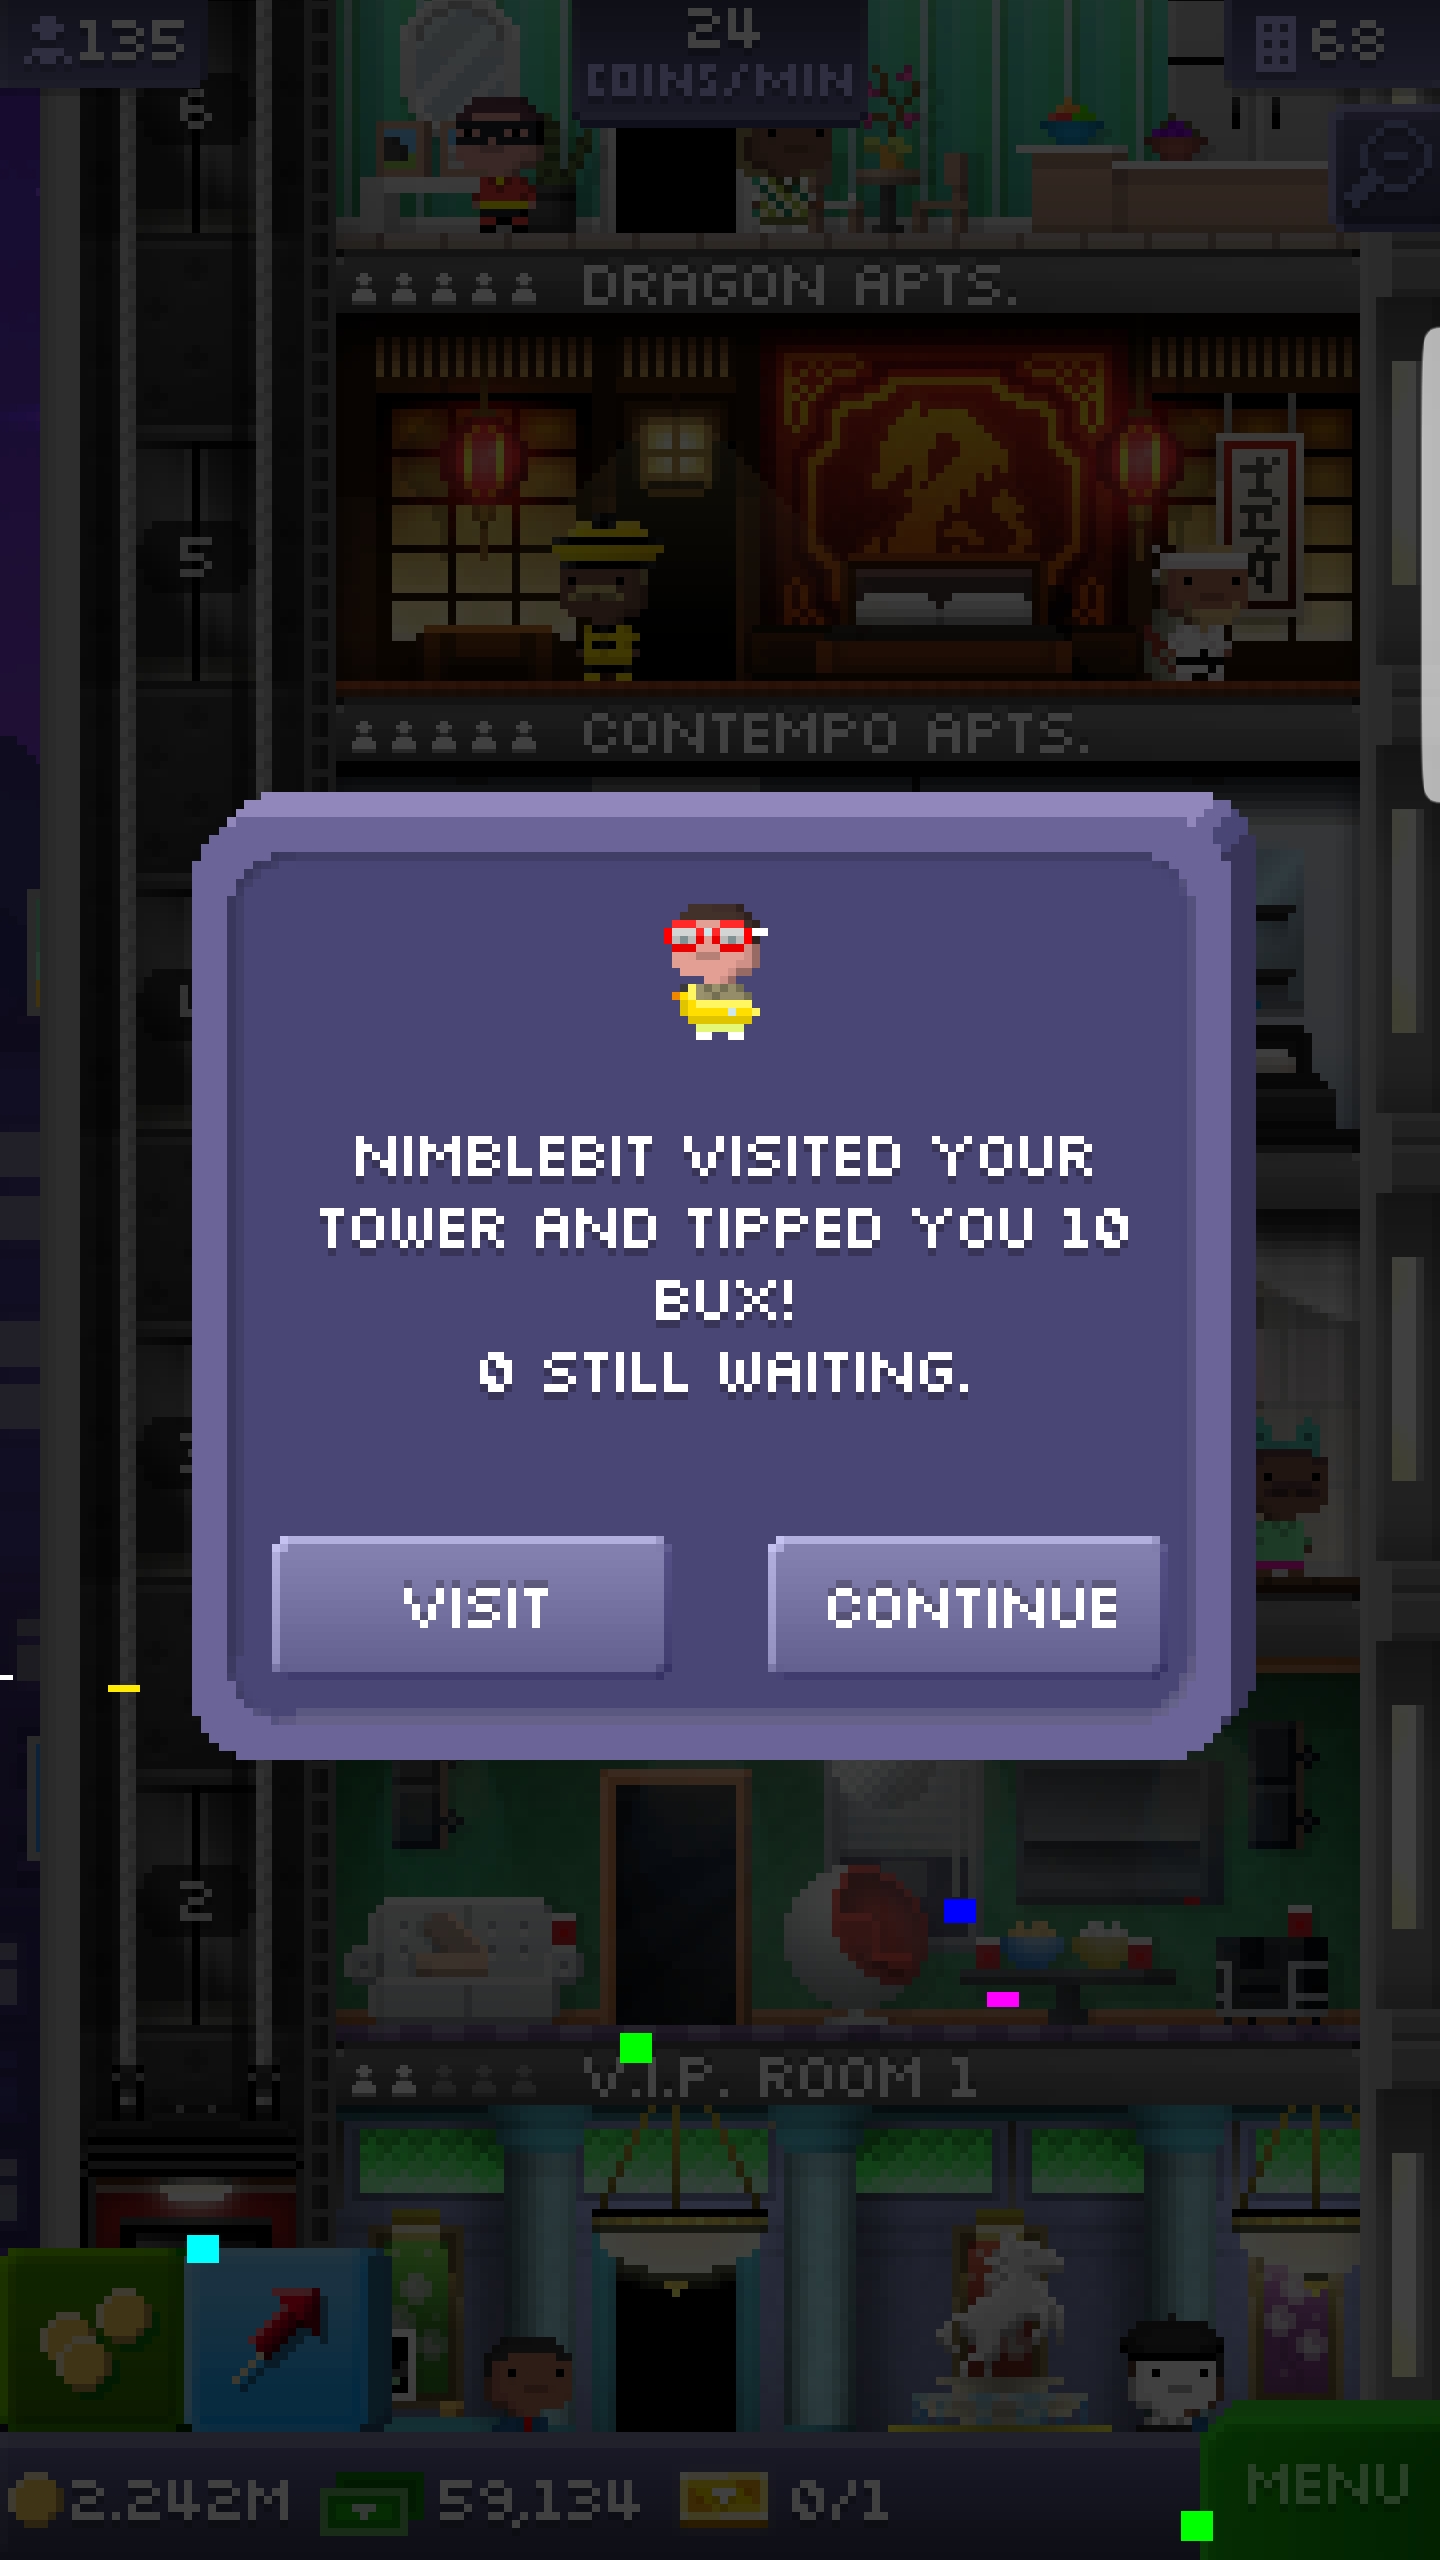 135
24
COINS/MIN
68
6
DRAGON APTS.
5
CONTEMPO APTS.
NIMBLEBIT VISITED YOUR
TOWER AND TIPPED YOU 10
BUX!
0 STILL WAITING.
VISIT
CONTINUE
2
V.I.P. ROOM 1
2.242M
59,134
0/1
MENU